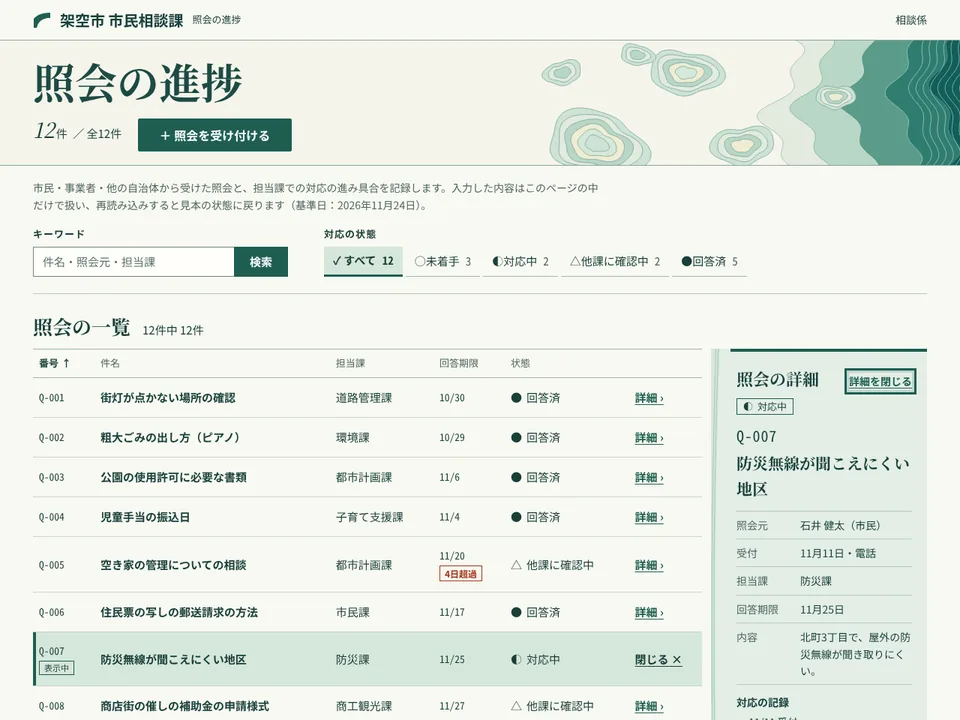 架空市 市民相談課 照会の進捗
相談係
照会の進捗
12件 ／全12件
＋ 照会を受け付ける
市民・事業者・他の自治体から受けた照会と、担当課での対応の進み具合を記録します。入力した内容はこのページの中
だけで扱い、再読み込みすると見本の状態に戻ります（基準日：2026年11月24日）。
キーワード
件名・照会元・担当課 検索
対応の状態
✓すべて 12 ○未着手 3 ◐対応中 2 △他課に確認中 2 ●回答済 5
照会の一覧 12件中 12件
番号 ↑ 件名 担当課 回答期限 状態
Q-001 街灯が点かない場所の確認 道路管理課 10/30 ● 回答済 詳細 ›
Q-002 粗大ごみの出し方（ピアノ） 環境課 10/29 ● 回答済 詳細 ›
Q-003 公園の使用許可に必要な書類 都市計画課 11/6 ● 回答済 詳細 ›
Q-004 児童手当の振込日 子育て支援課 11/4 ● 回答済 詳細 ›
Q-005 空き家の管理についての相談 都市計画課 11/20 4日超過 △ 他課に確認中 詳細 ›
Q-006 住民票の写しの郵送請求の方法 市民課 11/17 ● 回答済 詳細 ›
Q-007 表示中 防災無線が聞こえにくい地区 防災課 11/25 ◐ 対応中 閉じる ✕
Q-008 商店街の催しの補助金の申請様式 商工観光課 11/27 △ 他課に確認中 詳細 ›
照会の詳細 詳細を閉じる
◐ 対応中
Q-007
防災無線が聞こえにくい
地区
照会元 石井 健太（市民）
受付 11月11日・電話
担当課 防災課
回答期限 11月25日
内容 北町3丁目で、屋外の防
災無線が聞き取りにく
い。
対応の記録